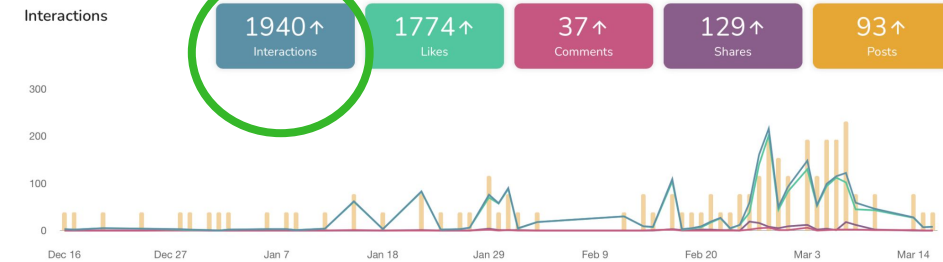 Interactions
1940↑
Interactions
1774↑
Likes
37↑
Comments
129↑
Shares
93↑
Posts
300
200
100
0
Dec 16 Dec 27 Jan 7 Jan 18 Jan 29 Feb 9 Feb 20 Mar 3 Mar 14